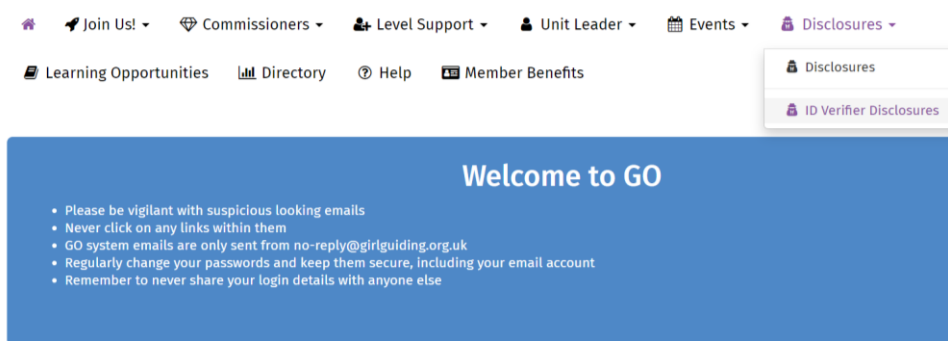 Join Us! Commissioners Level Support Unit Leader Events Disclosures
Learning Opportunities Directory Help Member Benefits
Disclosures
ID Verifier Disclosures
Welcome to GO
• Please be vigilant with suspicious looking emails
• Never click on any links within them
• GO system emails are only sent from no-reply@girlguiding.org.uk
• Regularly change your passwords and keep them secure, including your email account
• Remember to never share your login details with anyone else